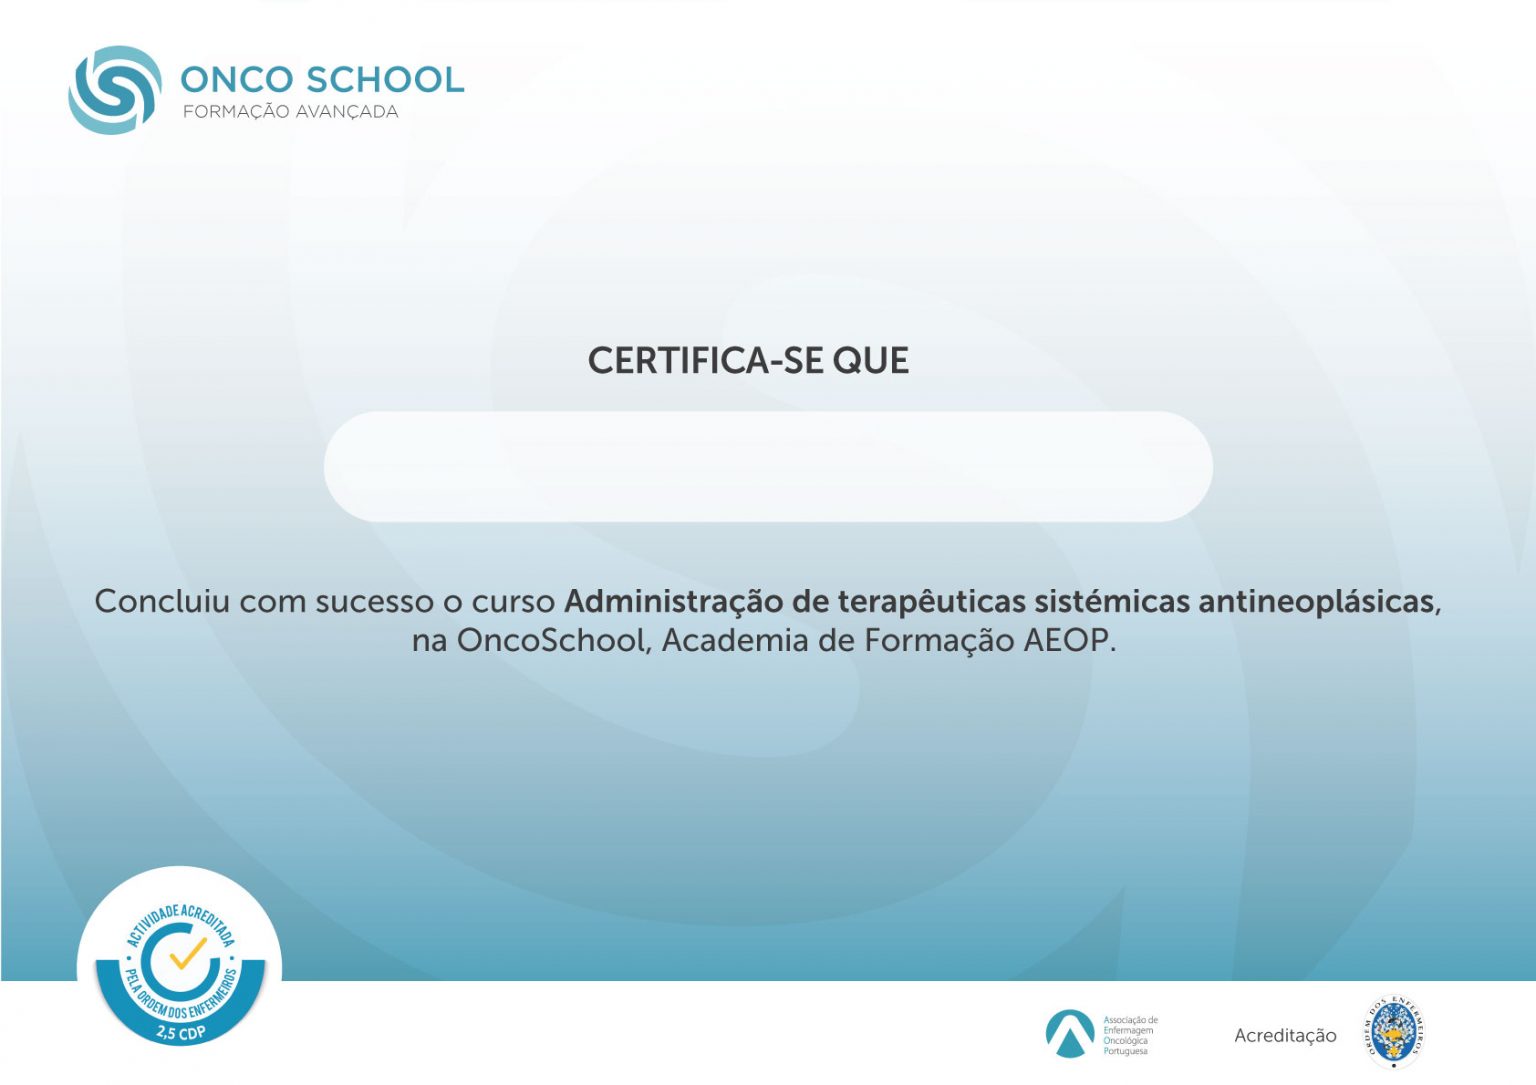 ONCO SCHOOL
FORMAÇÃO AVANÇADA
CERTIFICA-SE QUE
Concluiu com sucesso o curso Administração de terapêuticas sistémicas antineoplásicas,
na OncoSchool, Academia de Formação AEOP.
ACTIVIDADE ACREDITADA
PELA ORDEM DOS ENFERMEIROS
2,5 CDP
Associação de
Enfermagem
Oncológica
Portuguesa
Acreditação
ORDEM DOS ENFERMEIROS